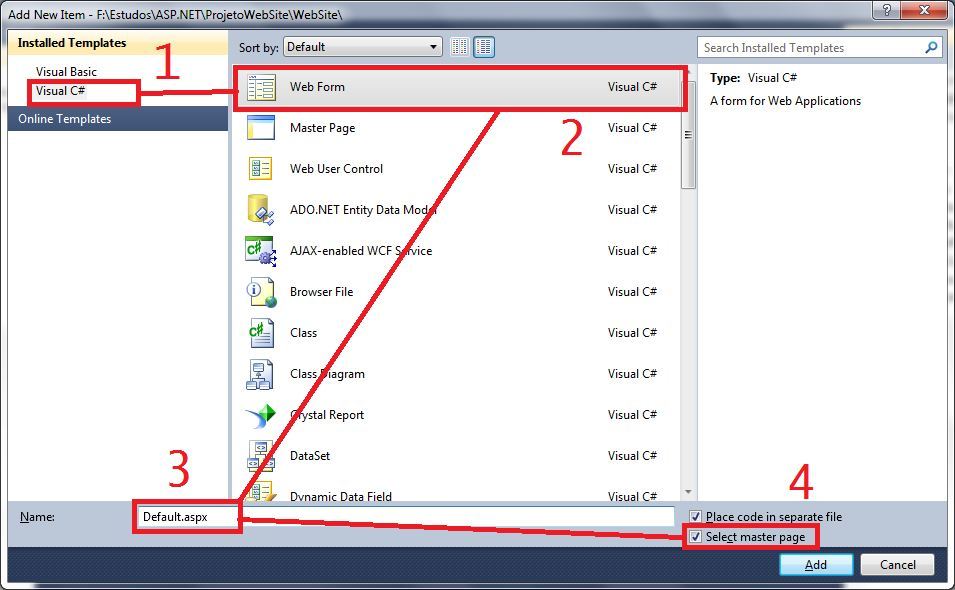 Add New Item - F:\Estudos\ASP.NET\ProjetoWebSite\WebSite\
Installed Templates
Visual Basic
Visual C#
Online Templates
1
Sort by: Default
Search Installed Templates
Web Form Visual C#
2
Master Page Visual C#
Web User Control Visual C#
ADO.NET Entity Data Model Visual C#
AJAX-enabled WCF Service Visual C#
Browser File Visual C#
Class Visual C#
Class Diagram Visual C#
Crystal Report Visual C#
DataSet Visual C#
Dynamic Data Field Visual C#
Type: Visual C#
A form for Web Applications
3
4
Name: Default.aspx
Place code in separate file
Select master page
Add Cancel